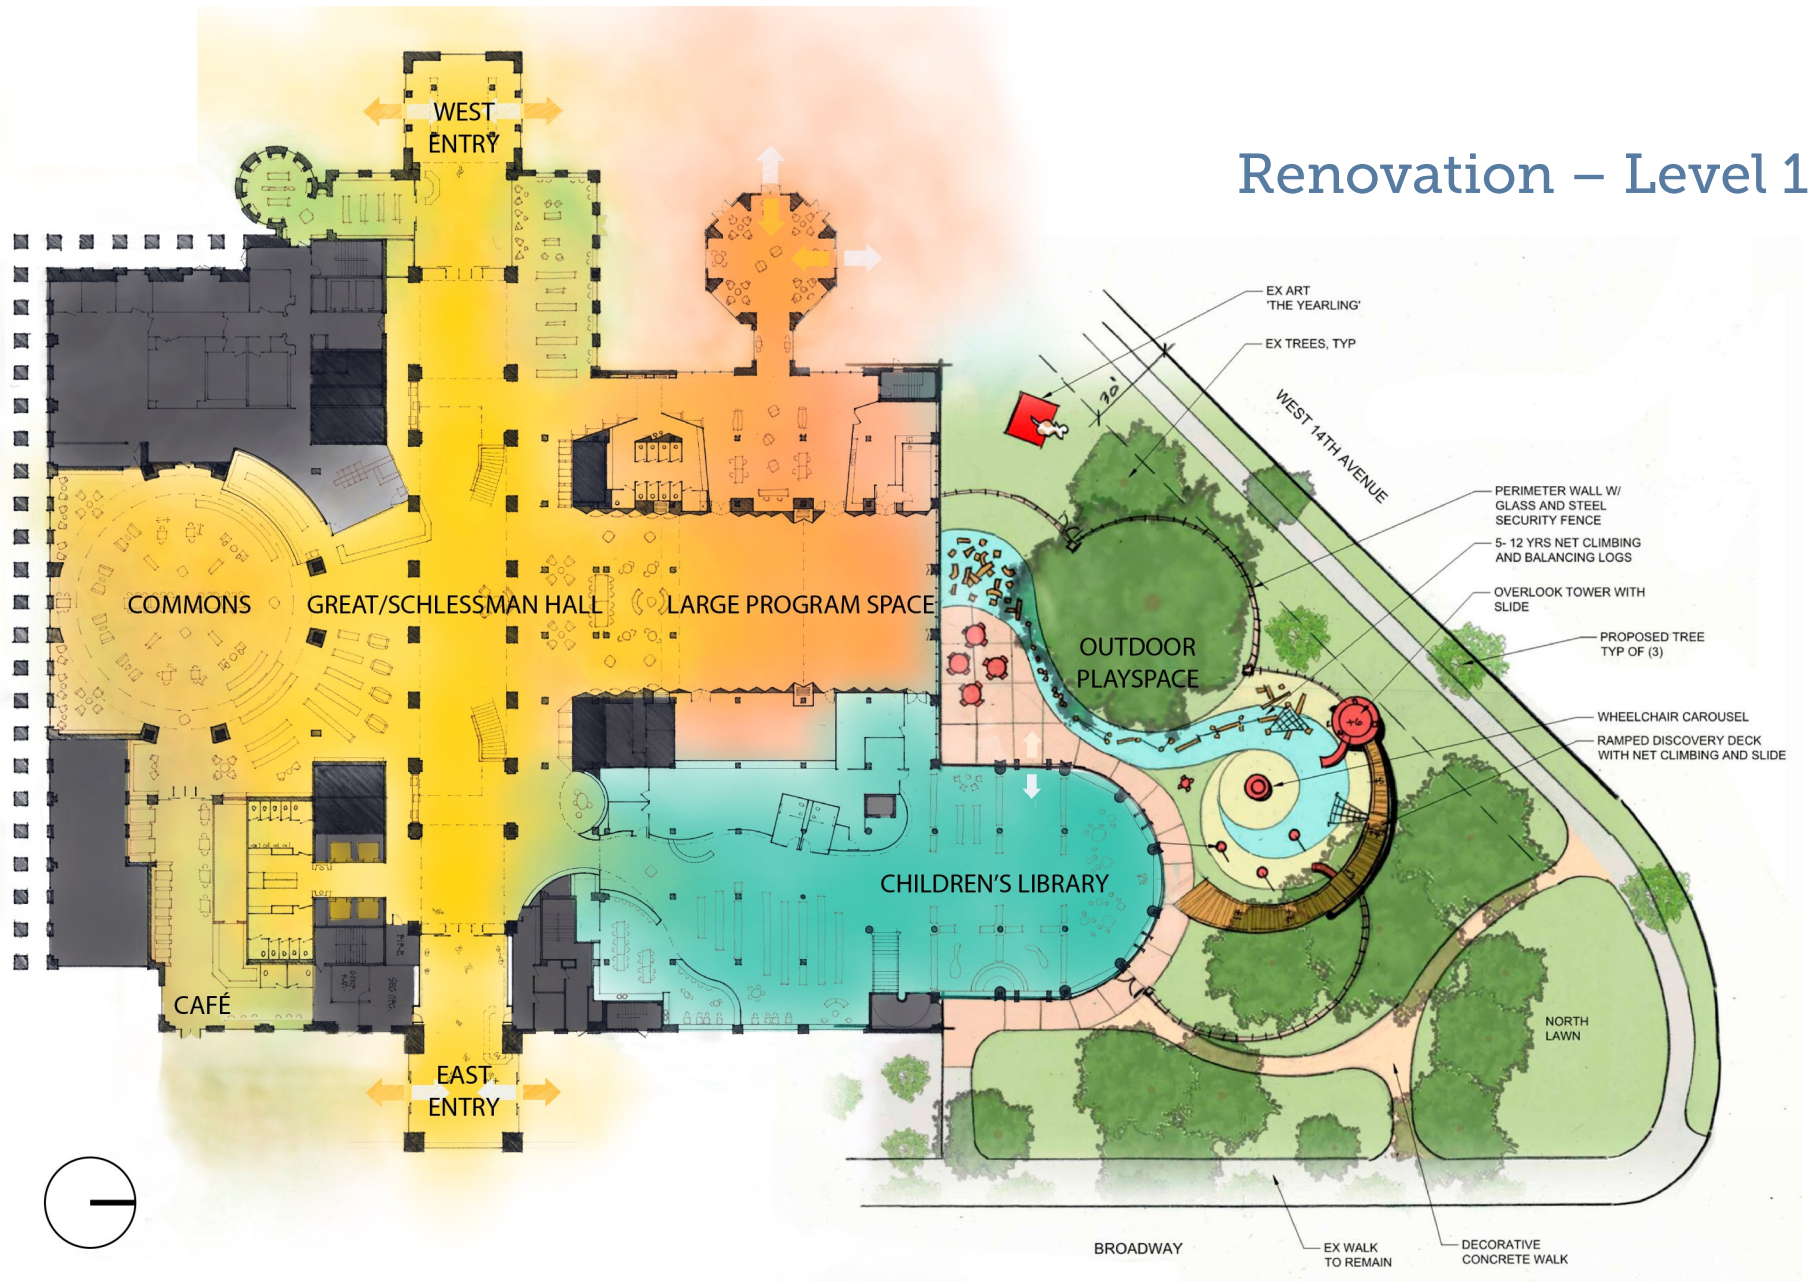 Renovation – Level 1
WEST
ENTRY
EX ART
'THE YEARLING'
EX TREES, TYP
30'
WEST 14TH AVENUE
PERIMETER WALL W/
GLASS AND STEEL
SECURITY FENCE
5- 12 YRS NET CLIMBING
AND BALANCING LOGS
OVERLOOK TOWER WITH
SLIDE
COMMONS
GREAT/SCHLESSMAN HALL
LARGE PROGRAM SPACE
OUTDOOR
PLAYSPACE
PROPOSED TREE
TYP OF (3)
+6
WHEELCHAIR CAROUSEL
RAMPED DISCOVERY DECK
WITH NET CLIMBING AND SLIDE
CHILDREN'S LIBRARY
CAFÉ
NORTH
LAWN
EAST
ENTRY
BROADWAY
EX WALK
TO REMAIN
DECORATIVE
CONCRETE WALK